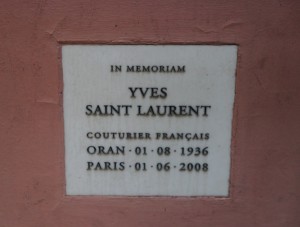 IN MEMORIAM
YVES
SAINT LAURENT
COUTURIER FRANÇAIS
ORAN · 01 · 08 · 1936
PARIS · 01 · 06 · 2008